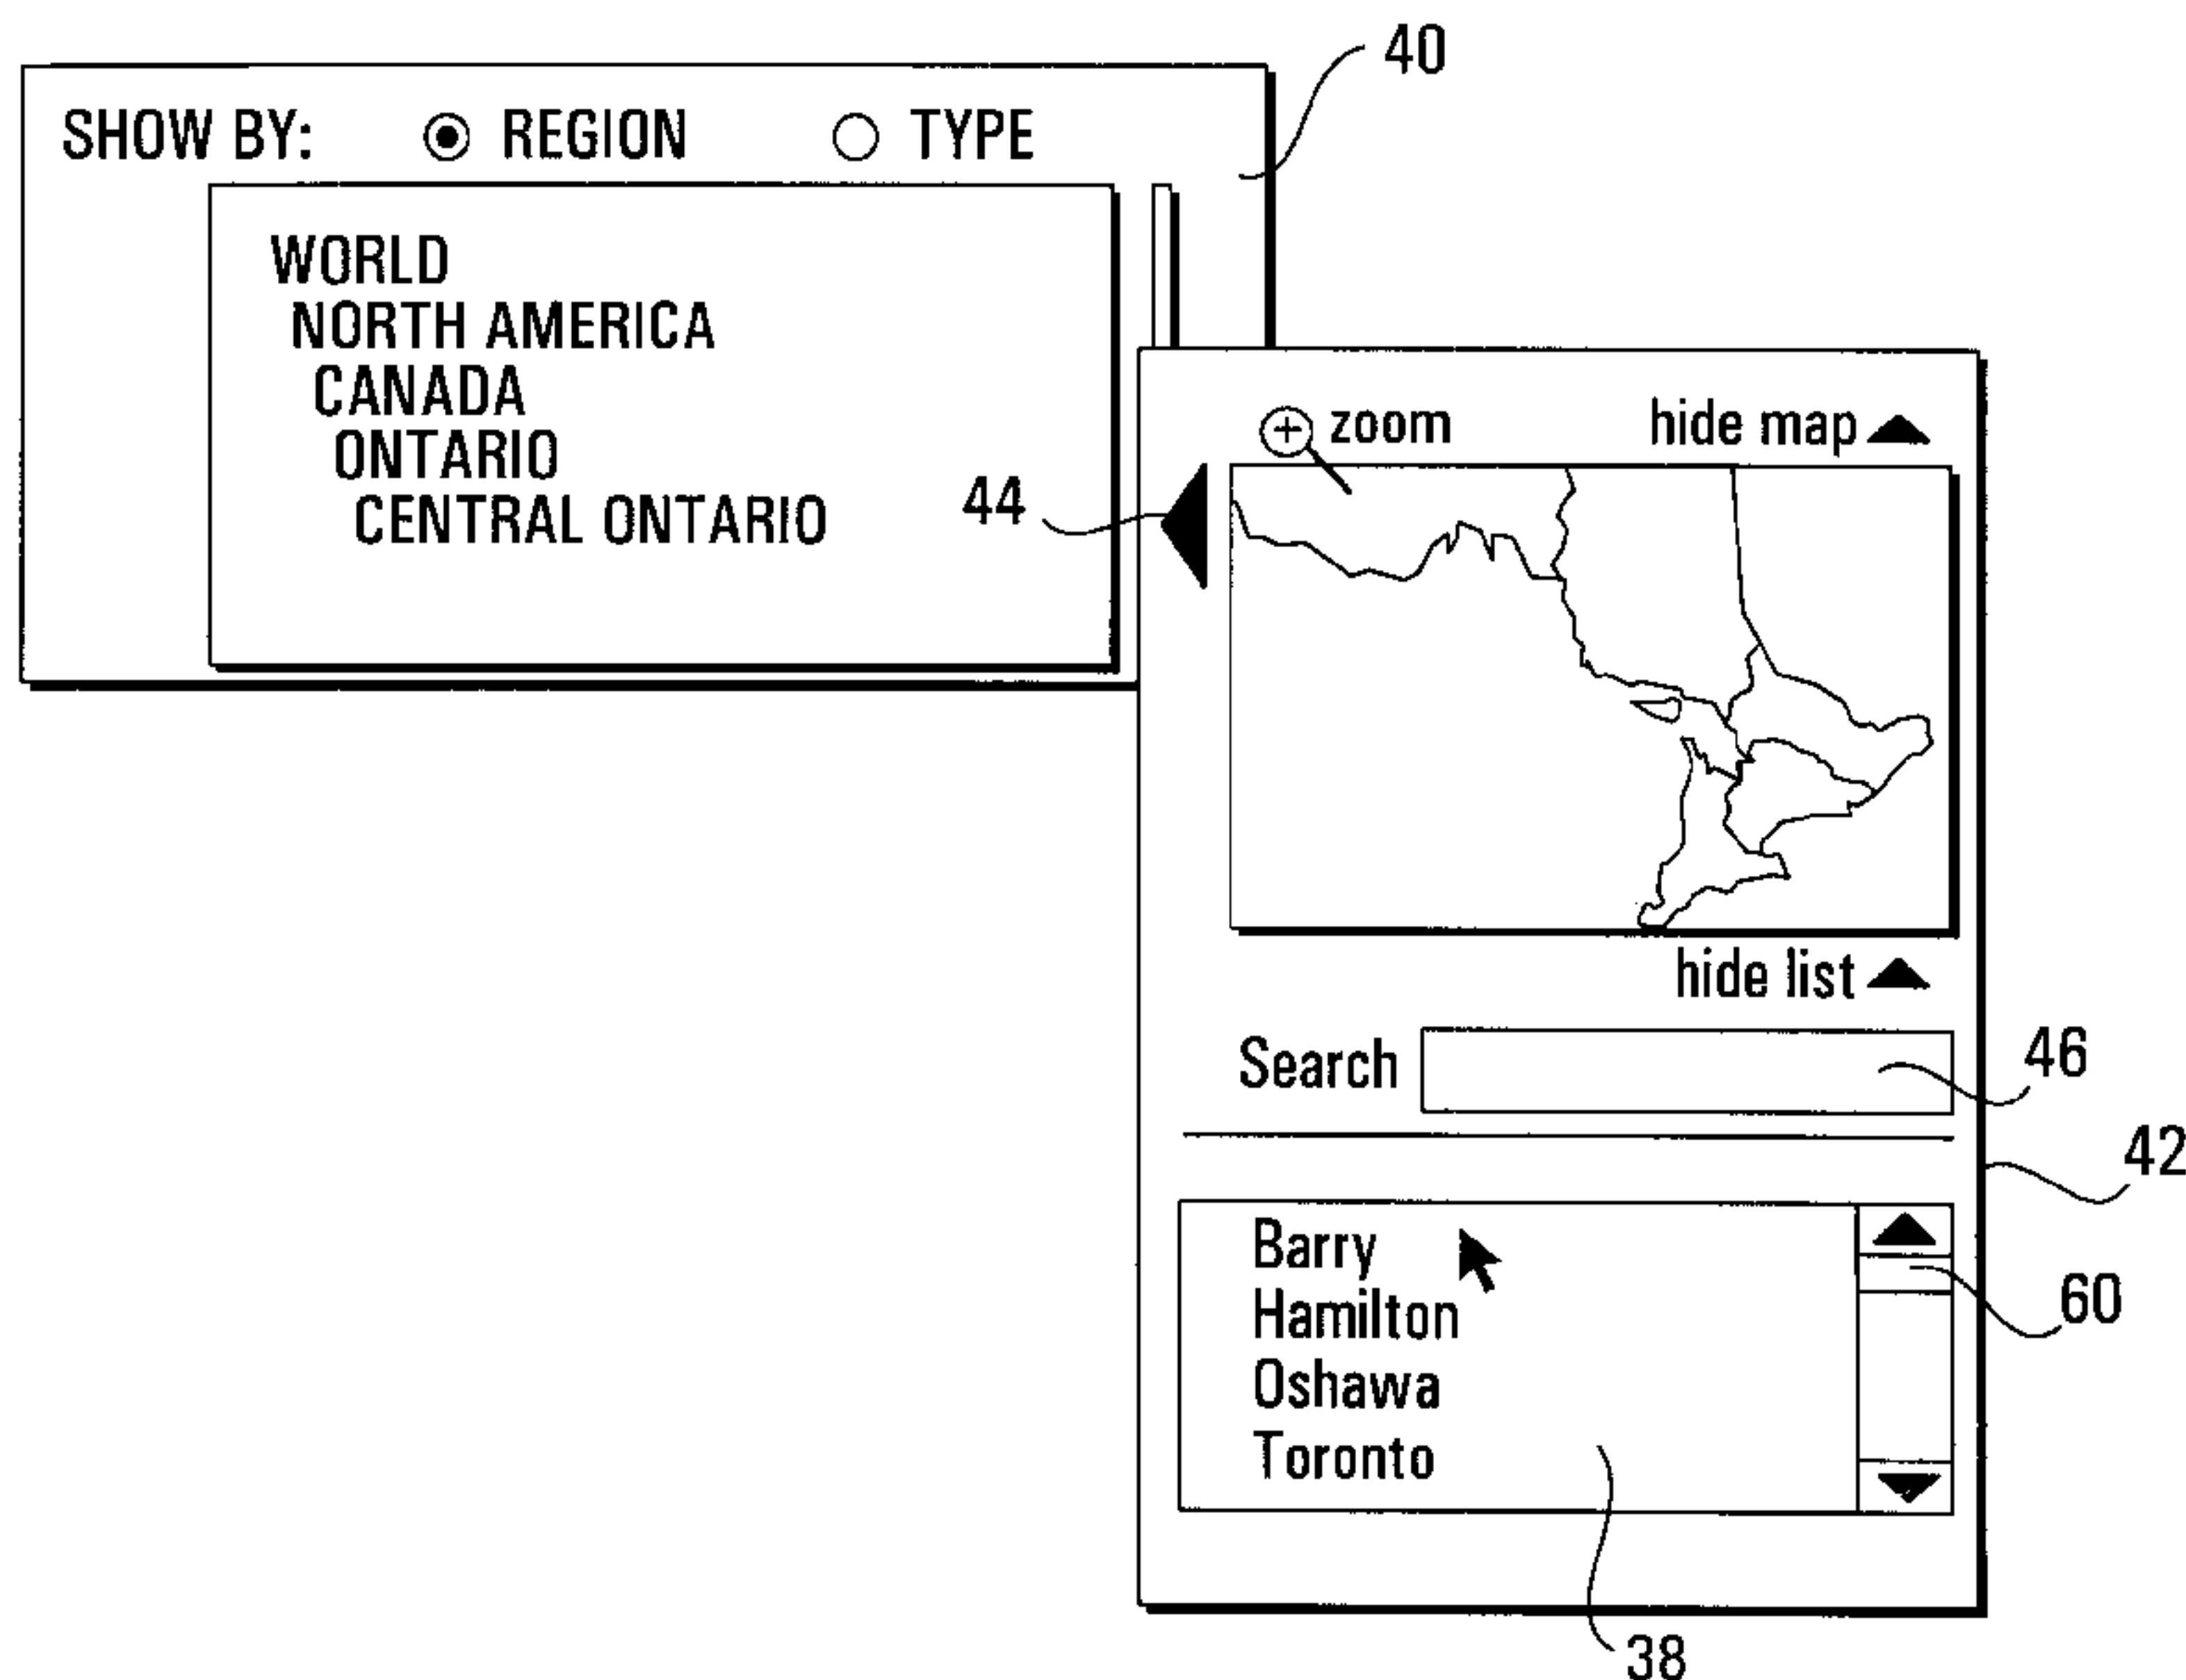 40
SHOW BY: REGION TYPE
WORLD
NORTH AMERICA
CANADA
ONTARIO
CENTRAL ONTARIO
44
zoom hide map
hide list
Search
46
42
Barry
Hamilton
Oshawa
Toronto
60
38